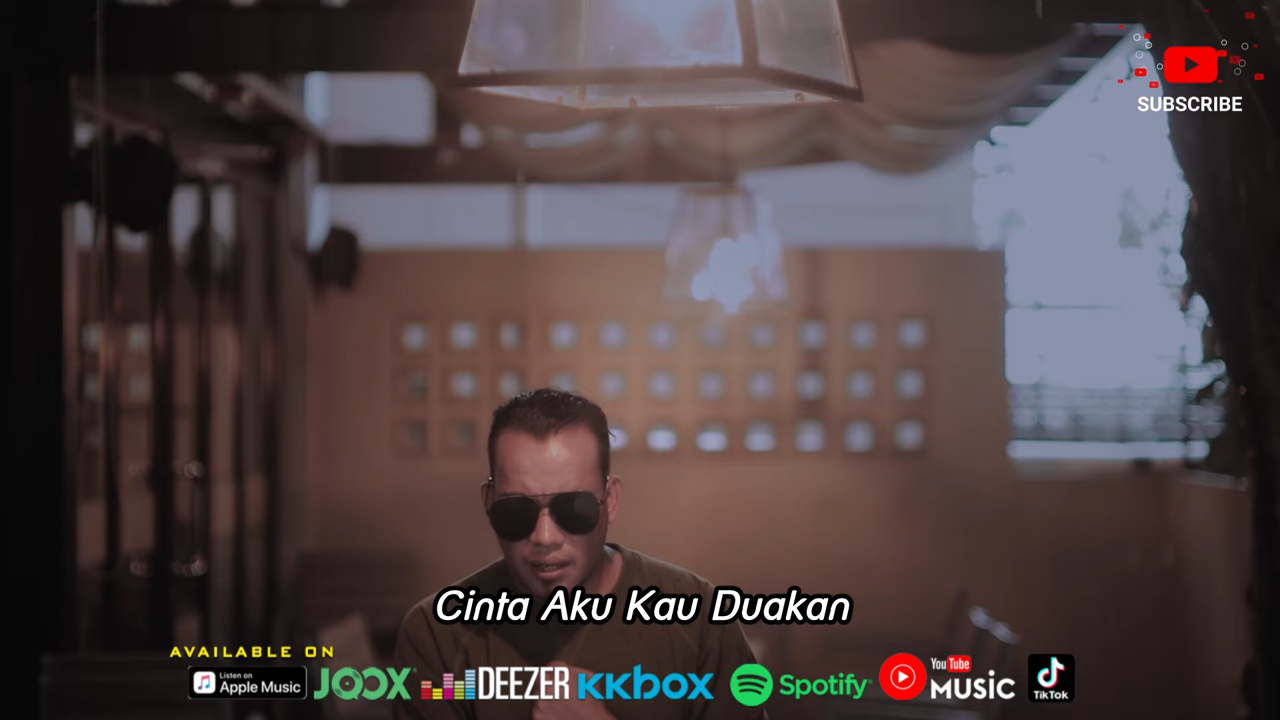 SUBSCRIBE
Cinta Aku Kau Duakan
AVAILABLE ON
Listen on
Apple Music
JOOX
DEEZER
KKBOX
Spotify
YouTube
MUSIC
TikTok